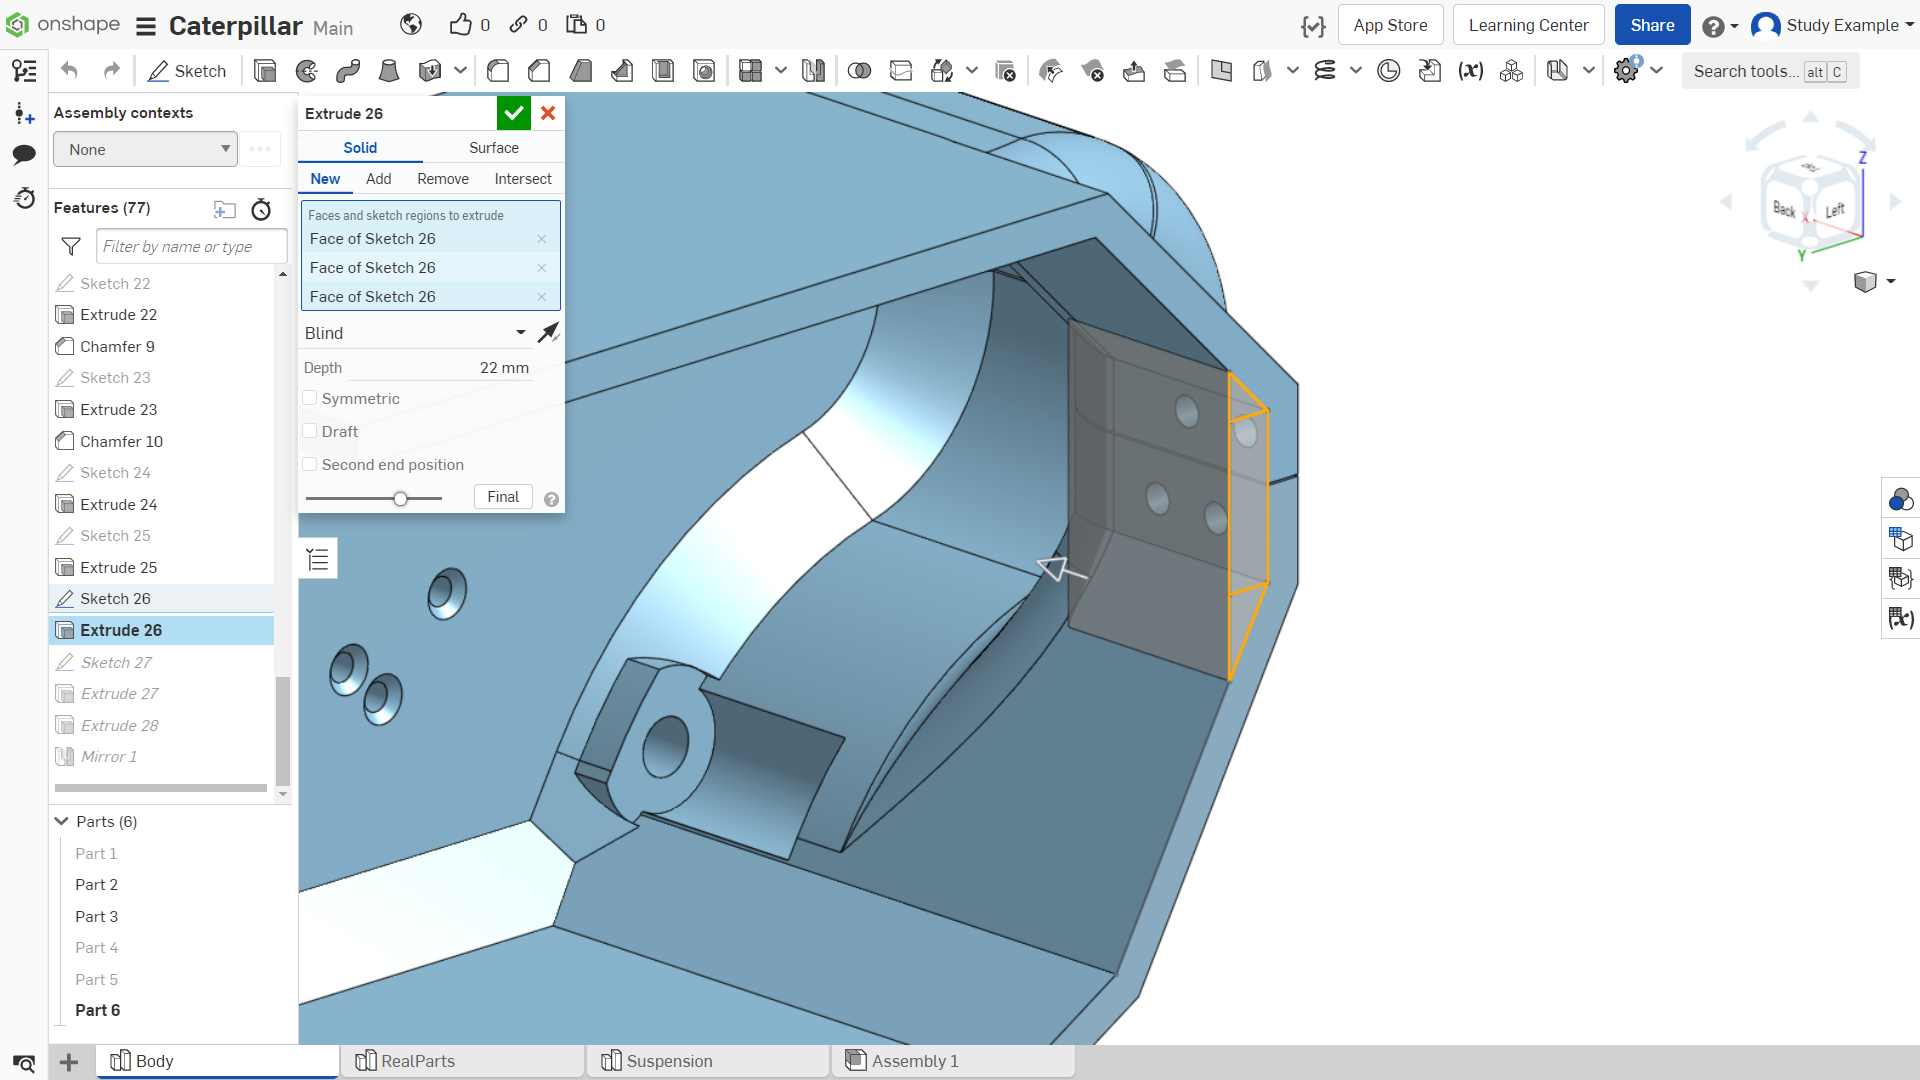 onshape
Caterpillar Main
0
0
0
App Store
Learning Center
Share
Study Example
Sketch
Search tools... alt C
Assembly contexts
None
Features (77)
Filter by name or type
Sketch 22
Extrude 22
Chamfer 9
Sketch 23
Extrude 23
Chamfer 10
Sketch 24
Extrude 24
Sketch 25
Extrude 25
Sketch 26
Extrude 26
Sketch 27
Extrude 27
Extrude 28
Mirror 1
Parts (6)
Part 1
Part 2
Part 3
Part 4
Part 5
Part 6
Extrude 26
Solid Surface
New Add Remove Intersect
Faces and sketch regions to extrude
Face of Sketch 26
Face of Sketch 26
Face of Sketch 26
Blind
Depth 22 mm
Symmetric
Draft
Second end position
Final
Z
Back Left
X
Y
Body
RealParts
Suspension
Assembly 1